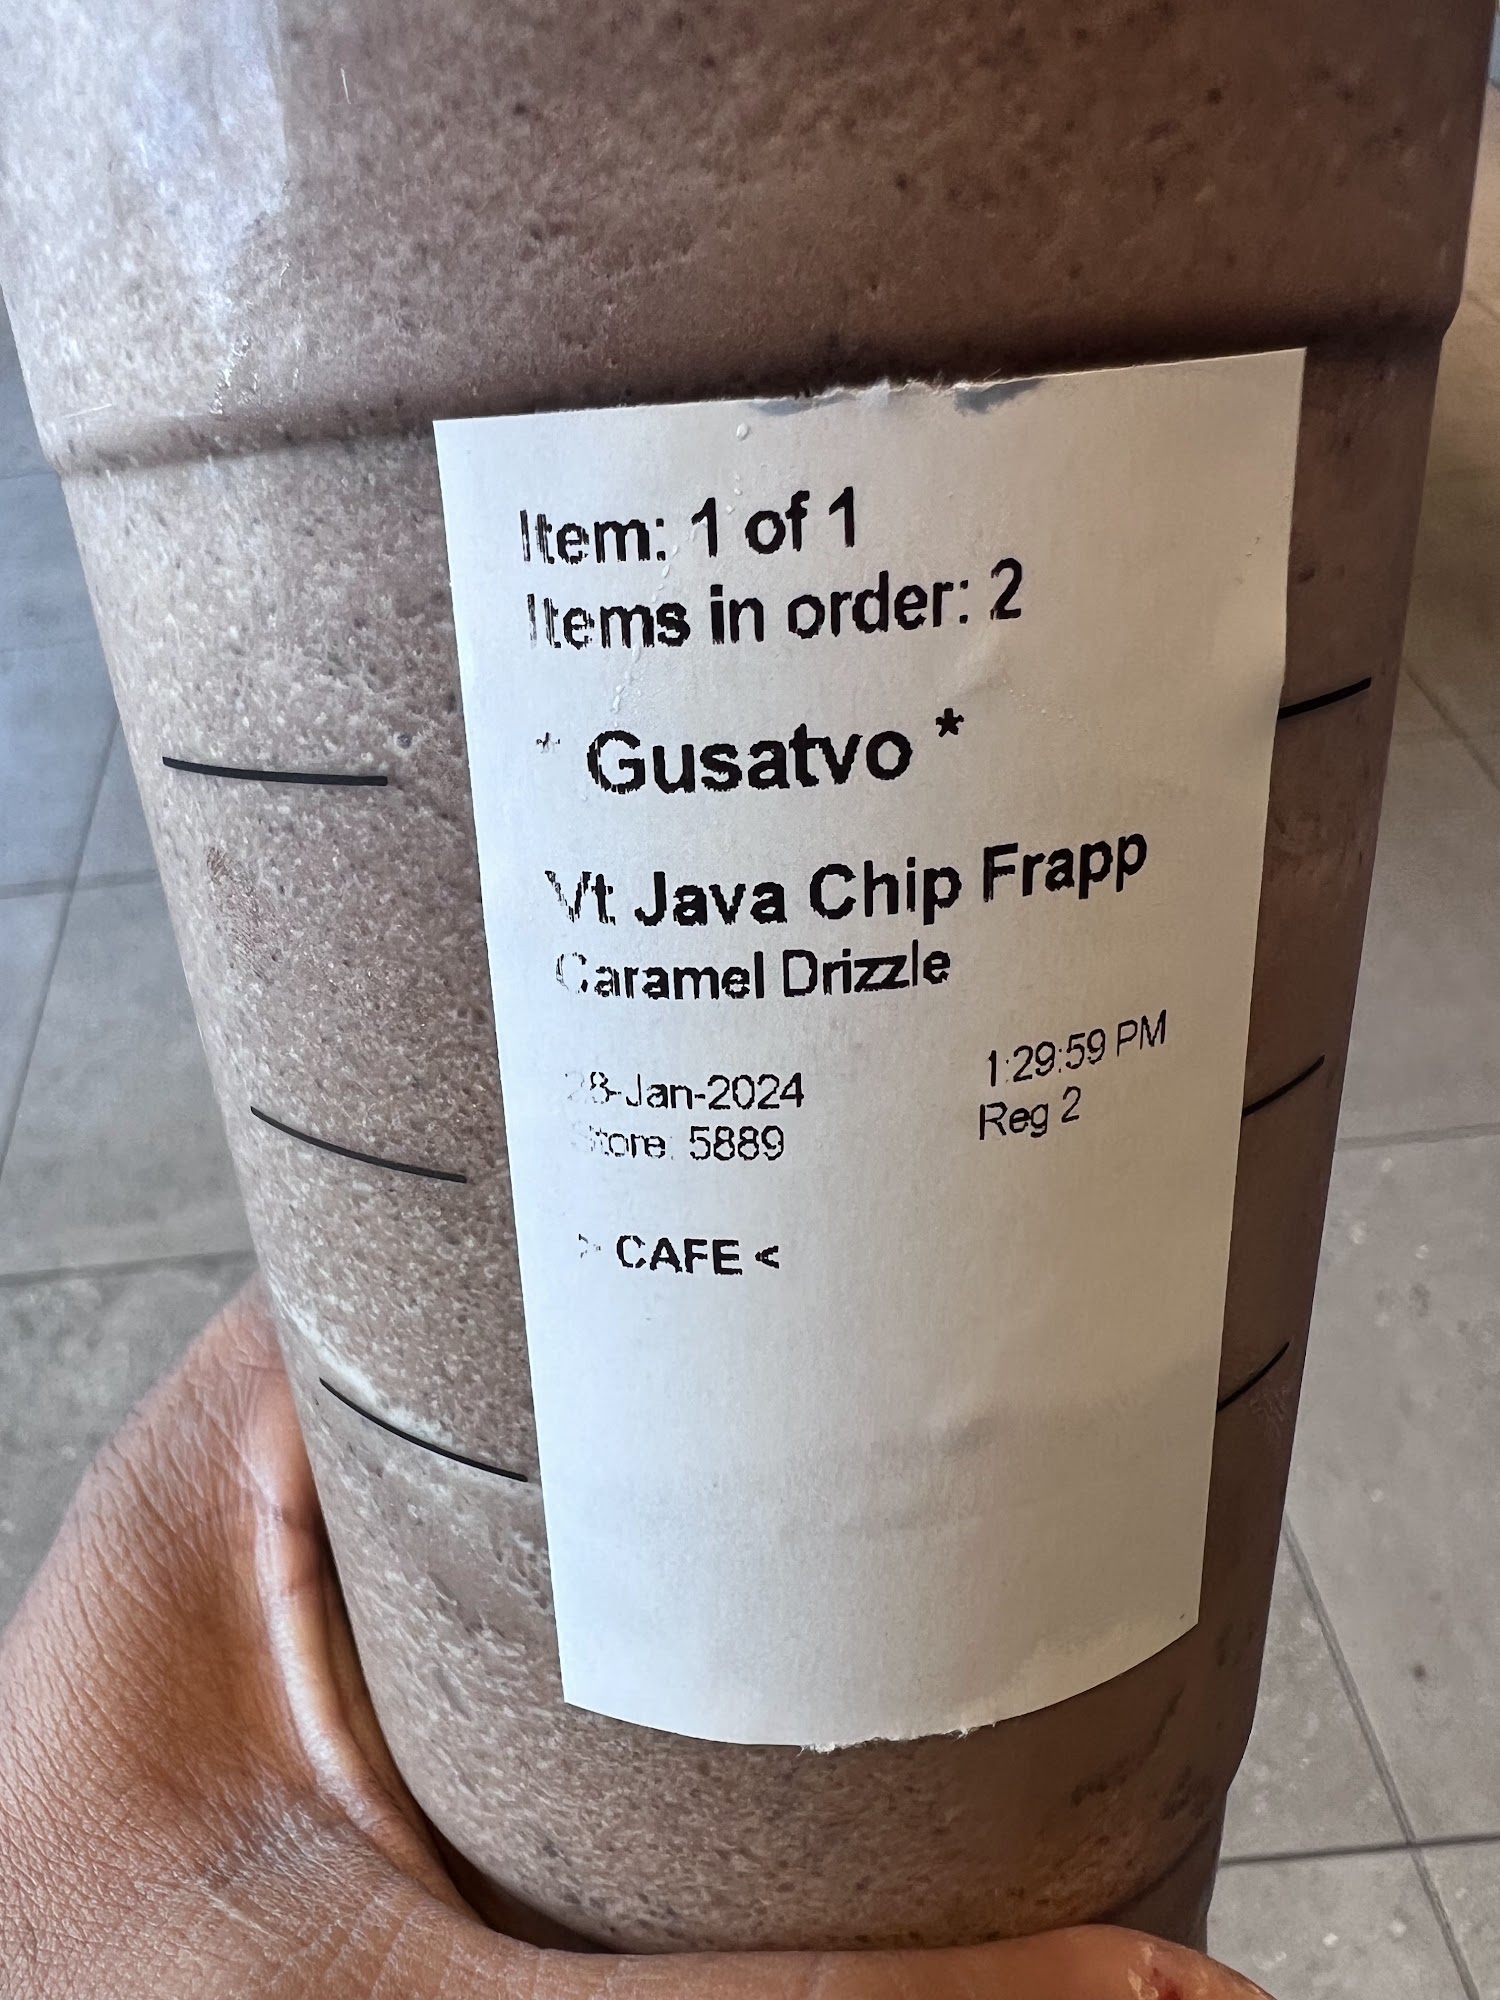 Item: 1 of 1
Items in order: 2
* Gusatvo *
Vt Java Chip Frapp
Caramel Drizzle
28-Jan-2024 1:29:59 PM
Store: 5889 Reg 2
> CAFE <